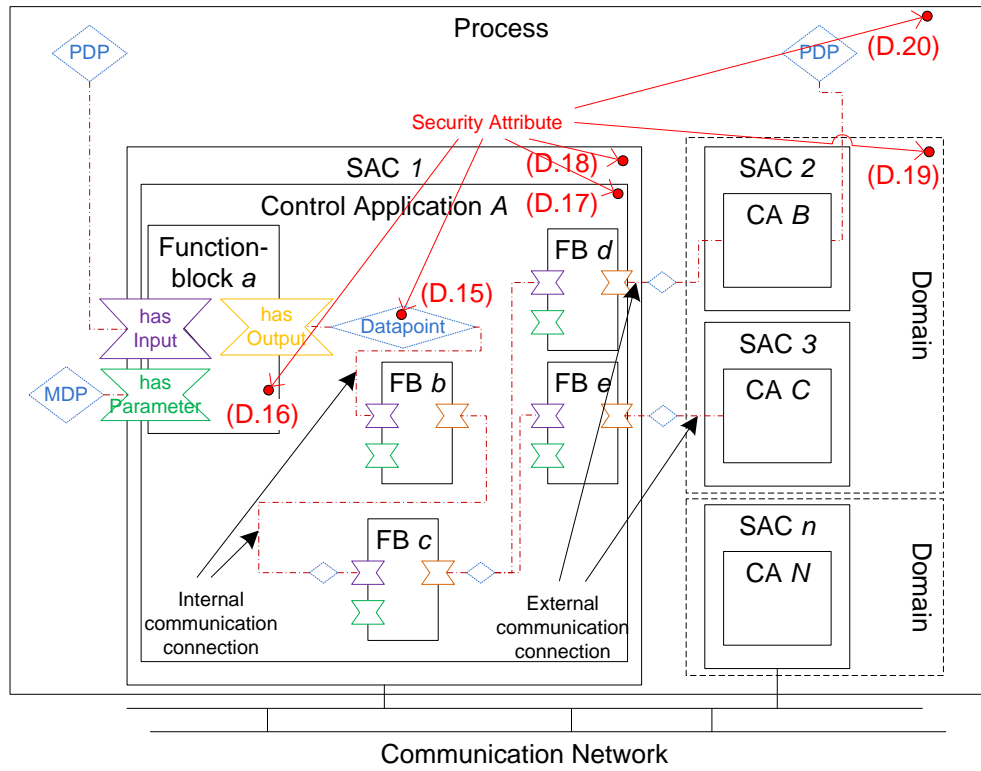 Process
PDP
PDP
(D.20)
Security Attribute
SAC 1
(D.18)
(D.17)
(D.19)
Control Application A
SAC 2
CA B
Function-
block a
FB d
has
Input
has
Output
(D.15)
Datapoint
Domain
MDP
has
Parameter
(D.16)
FB b
FB e
SAC 3
CA C
FB c
SAC n
CA N
Domain
Internal
communication
connection
External
communication
connection
Communication Network